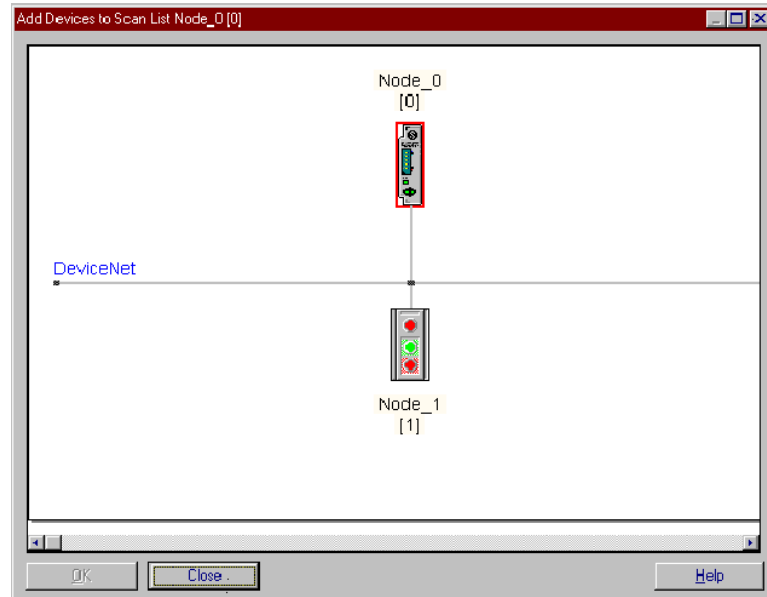 Add Devices to Scan List Node_0 [0]
Node_0
[0]
DeviceNet
Node_1
[1]
OK
Close .
Help